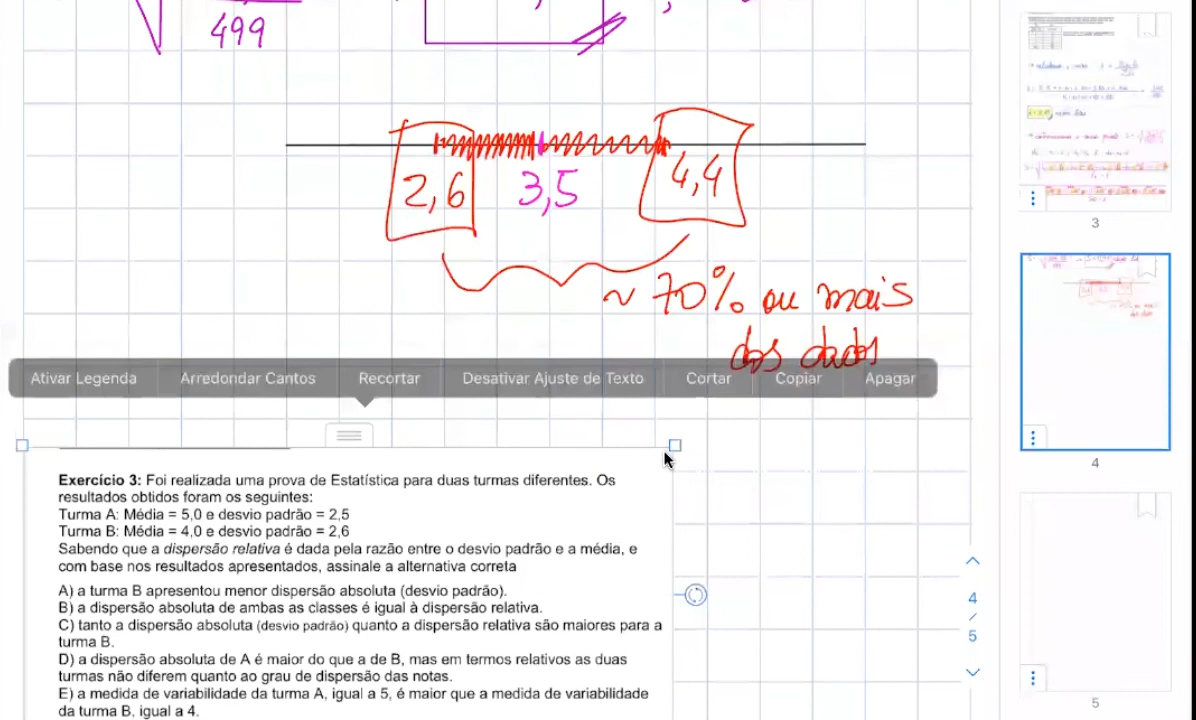 499
2,6
3,5
4,4
~ 70% ou mais
dos dados
Ativar Legenda Arredondar Cantos Recortar Desativar Ajuste de Texto Cortar Copiar Apagar
Exercício 3: Foi realizada uma prova de Estatística para duas turmas diferentes. Os
resultados obtidos foram os seguintes:
Turma A: Média = 5,0 e desvio padrão = 2,5
Turma B: Média = 4,0 e desvio padrão = 2,6
Sabendo que a dispersão relativa é dada pela razão entre o desvio padrão e a média, e
com base nos resultados apresentados, assinale a alternativa correta
A) a turma B apresentou menor dispersão absoluta (desvio padrão).
B) a dispersão absoluta de ambas as classes é igual à dispersão relativa.
C) tanto a dispersão absoluta (desvio padrão) quanto a dispersão relativa são maiores para a
turma B.
D) a dispersão absoluta de A é maior do que a de B, mas em termos relativos as duas
turmas não diferem quanto ao grau de dispersão das notas.
E) a medida de variabilidade da turma A, igual a 5, é maior que a medida de variabilidade
da turma B, igual a 4.
4
/
5
3
4
5